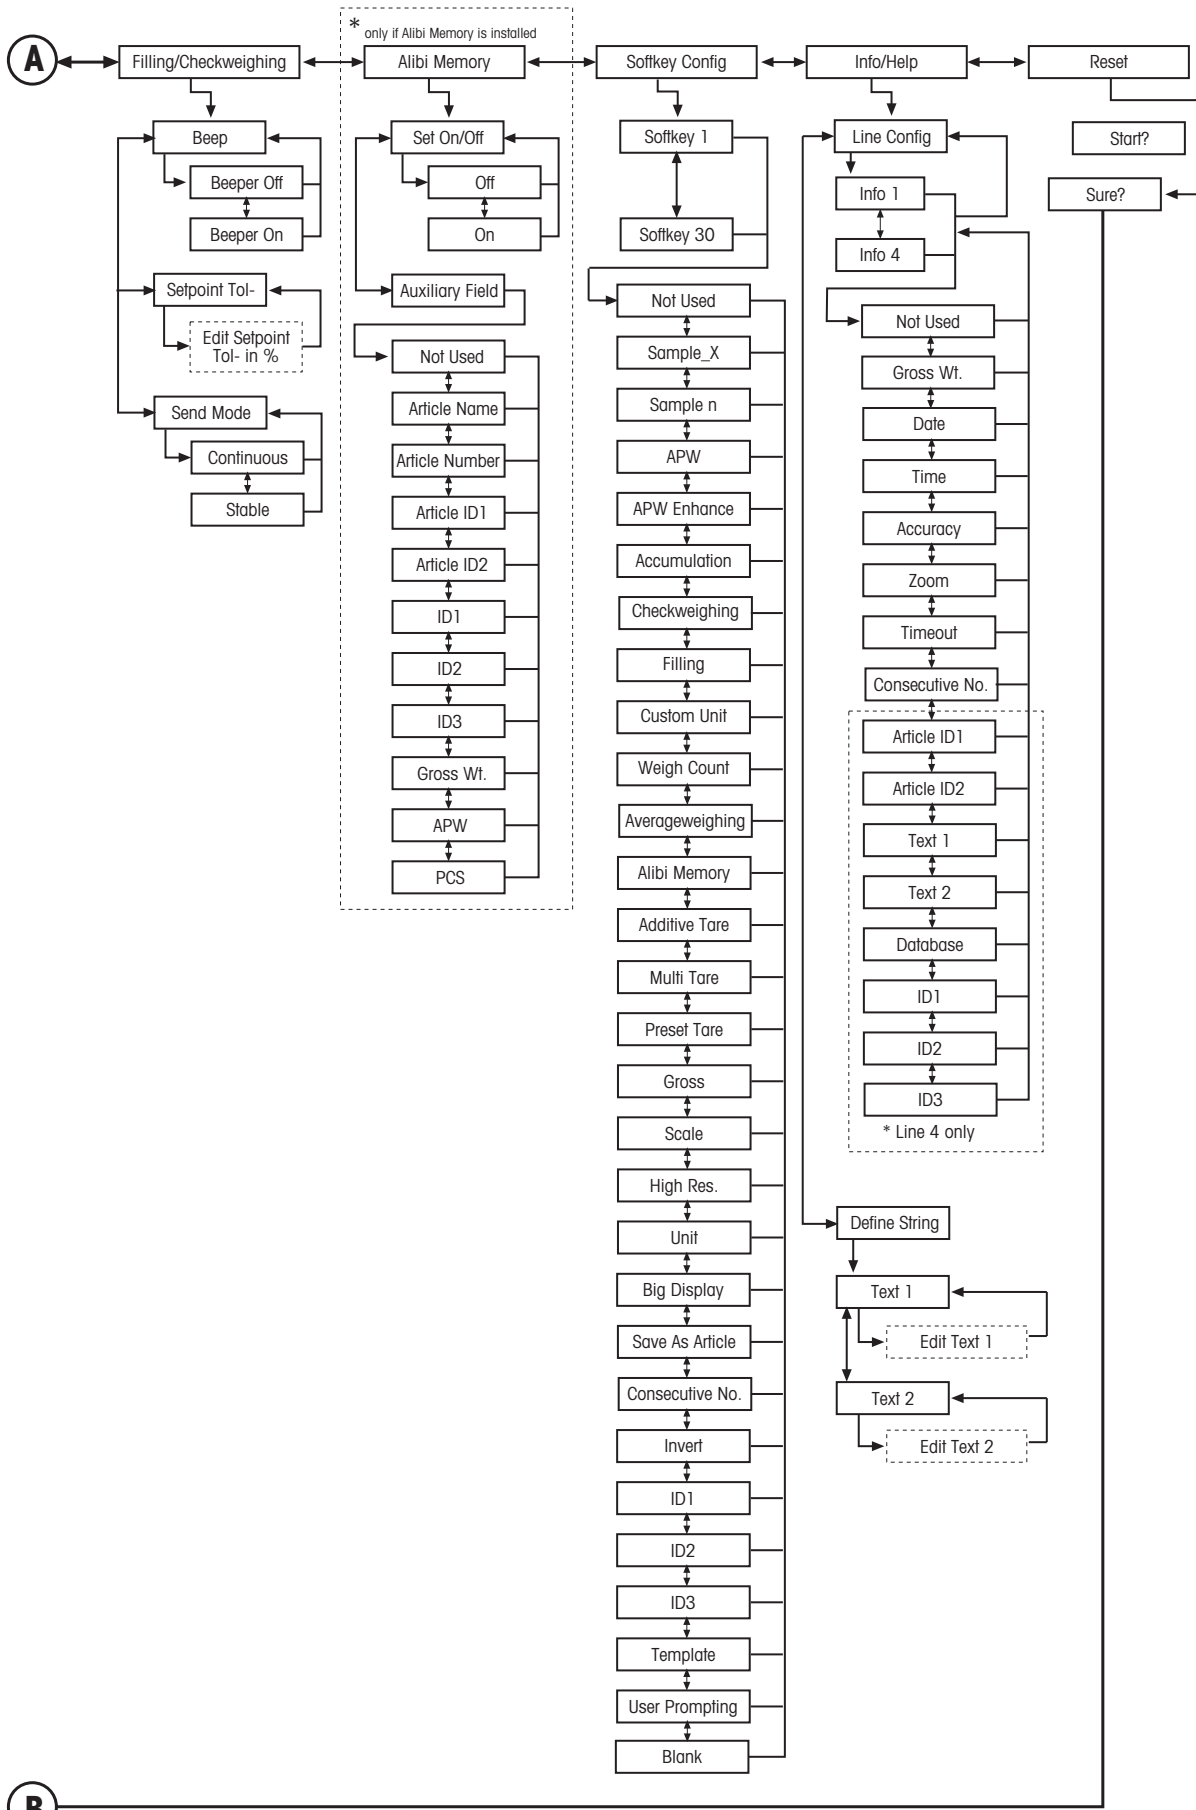 * only if Alibi Memory is installed
A
Filling/Checkweighing
Alibi Memory
Softkey Config
Info/Help
Reset
Beep
Beeper Off
Beeper On
Setpoint Tol-
Edit Setpoint
Tol- in %
Send Mode
Continuous
Stable
Set On/Off
Off
On
Auxiliary Field
Not Used
Article Name
Article Number
Article ID1
Article ID2
ID1
ID2
ID3
Gross Wt.
APW
PCS
Softkey 1
Softkey 30
Not Used
Sample_X
Sample n
APW
APW Enhance
Accumulation
Checkweighing
Filling
Custom Unit
Weigh Count
Averageweighing
Alibi Memory
Additive Tare
Multi Tare
Preset Tare
Gross
Scale
High Res.
Unit
Big Display
Save As Article
Consecutive No.
Invert
ID1
ID2
ID3
Template
User Prompting
Blank
Line Config
Info 1
Info 4
Not Used
Gross Wt.
Date
Time
Accuracy
Zoom
Timeout
Consecutive No.
Article ID1
Article ID2
Text 1
Text 2
Database
ID1
ID2
ID3
* Line 4 only
Define String
Text 1
Edit Text 1
Text 2
Edit Text 2
Start?
Sure?
B